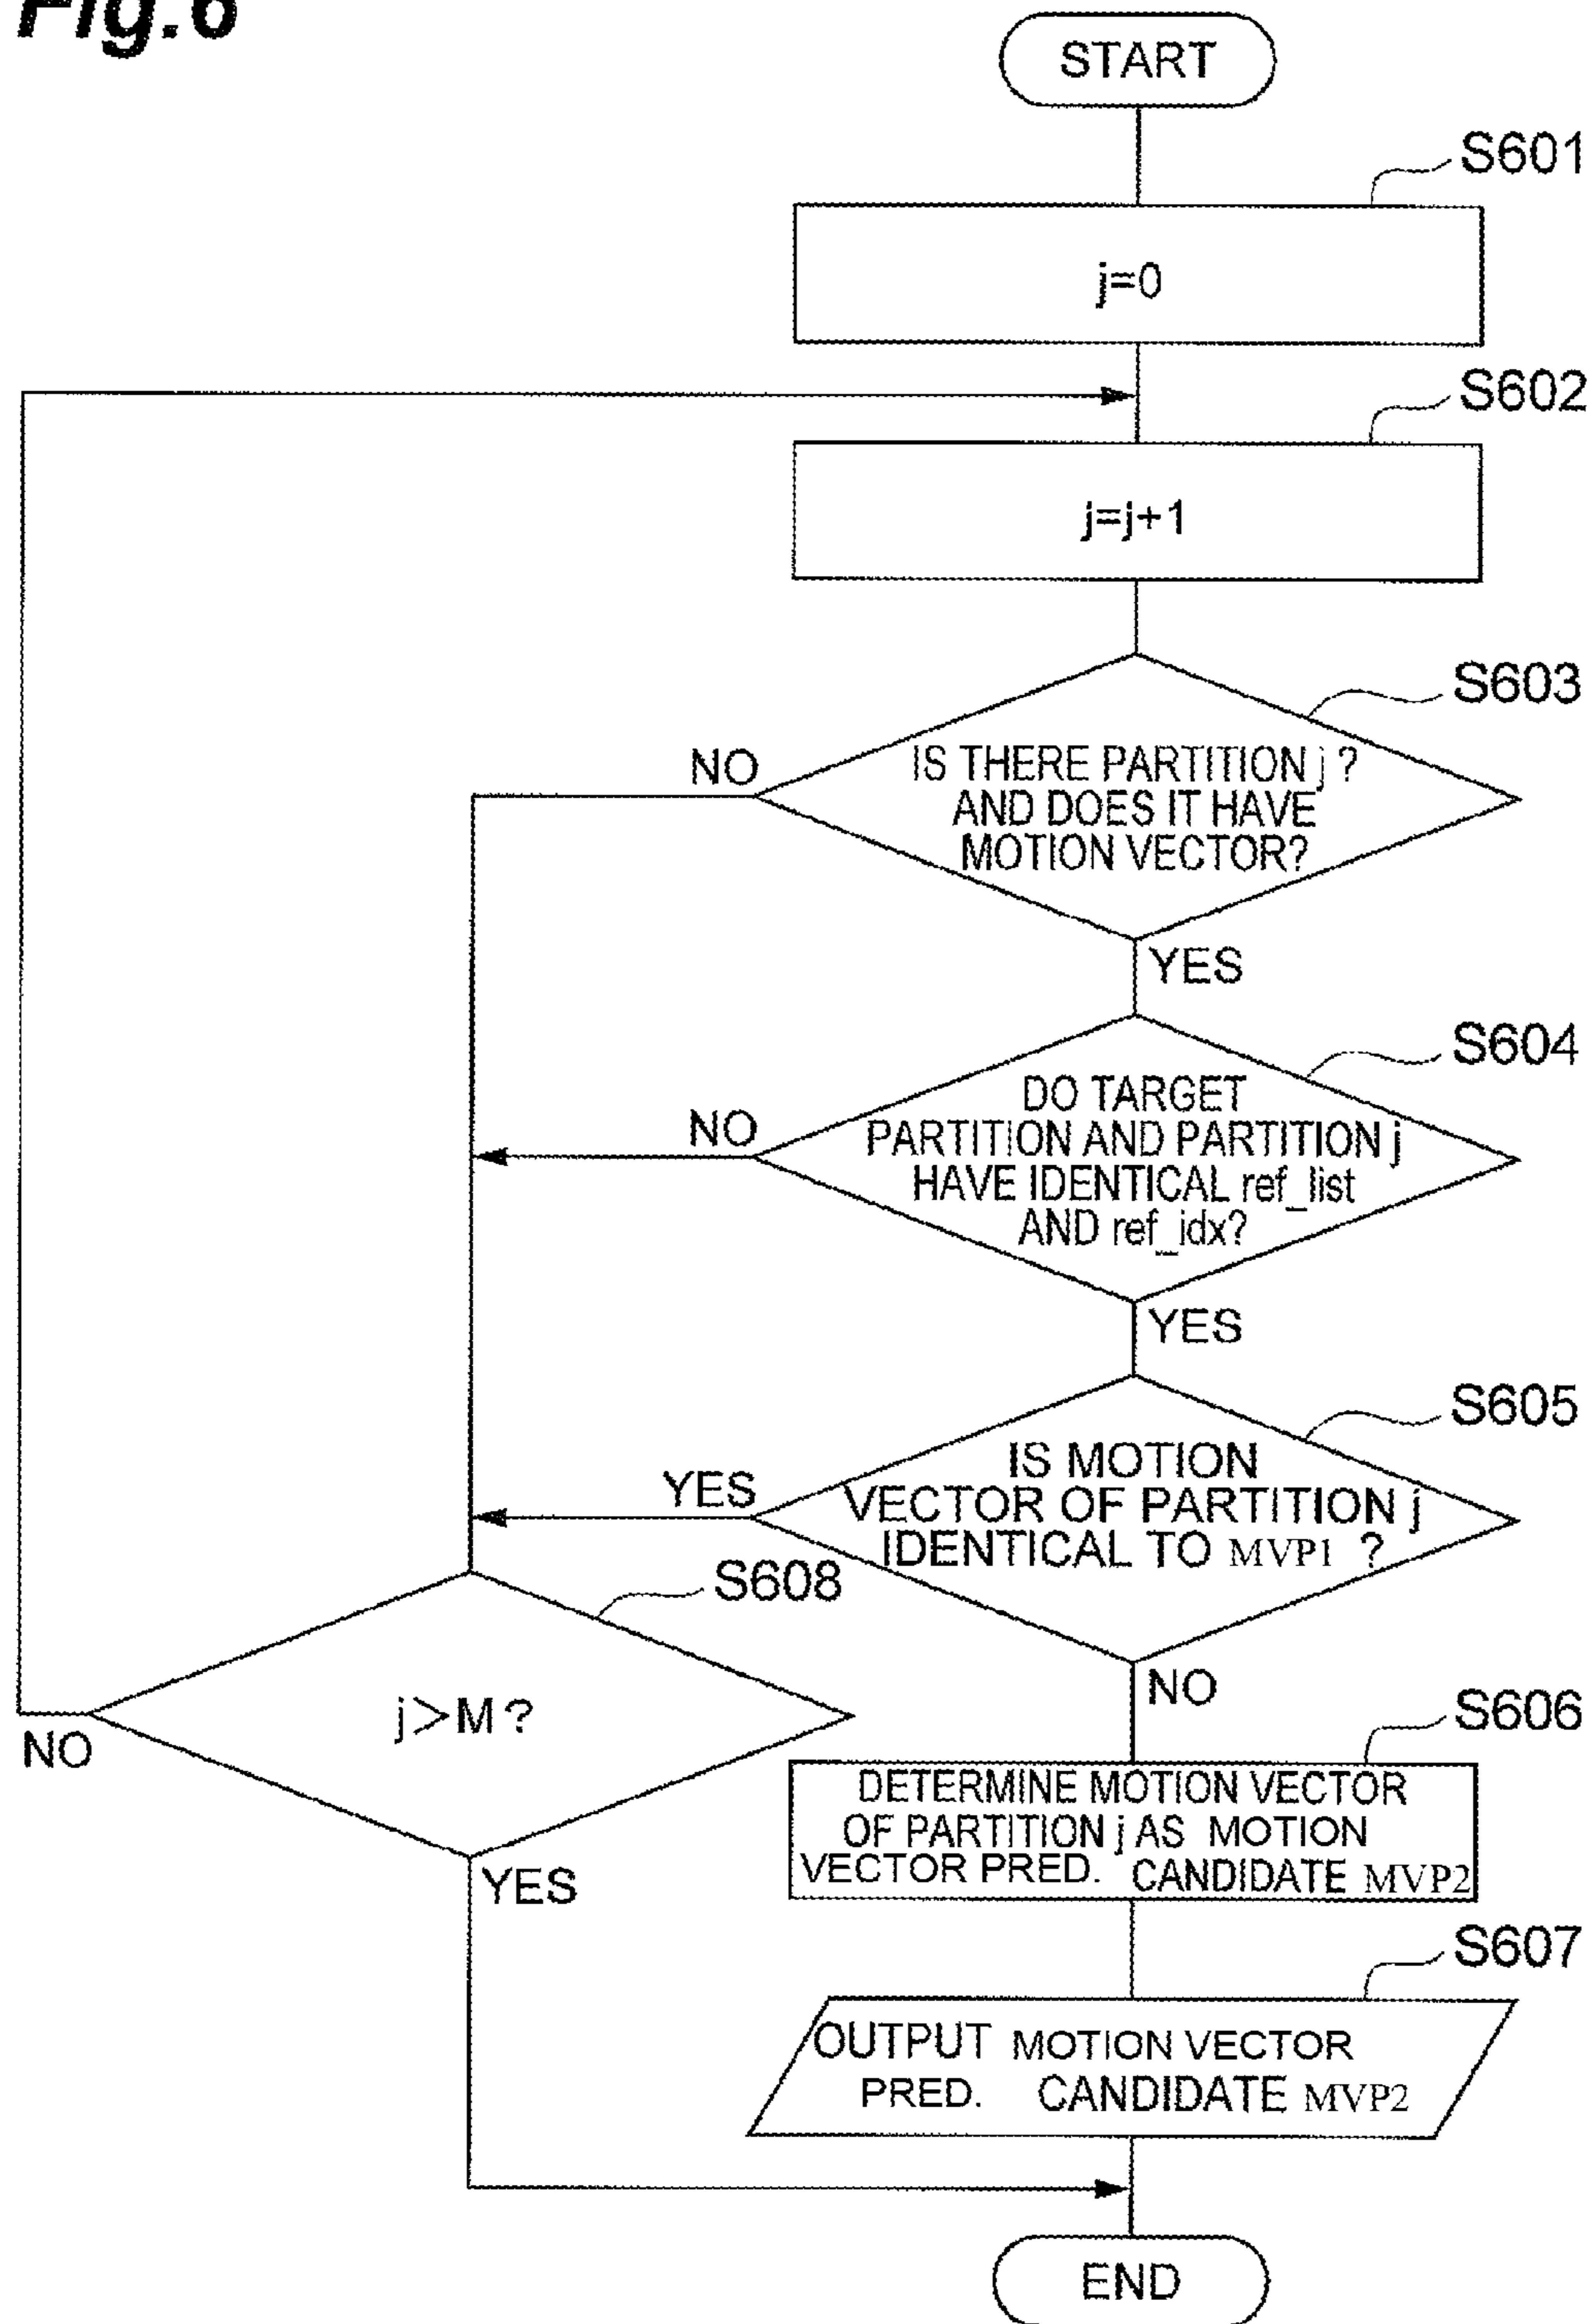 Fig.6
START
S601
j=0
S602
j=j+1
S603
NO
IS THERE PARTITION j ?
AND DOES IT HAVE
MOTION VECTOR?
YES
S604
NO
DO TARGET
PARTITION AND PARTITION j
HAVE IDENTICAL ref_list
AND ref_idx?
YES
S605
YES
IS MOTION
VECTOR OF PARTITION j
IDENTICAL TO MVP1 ?
NO
S608
j>M ?
NO
YES
S606
DETERMINE MOTION VECTOR
OF PARTITION j AS MOTION
VECTOR PRED. CANDIDATE MVP2
S607
OUTPUT MOTION VECTOR
PRED. CANDIDATE MVP2
END